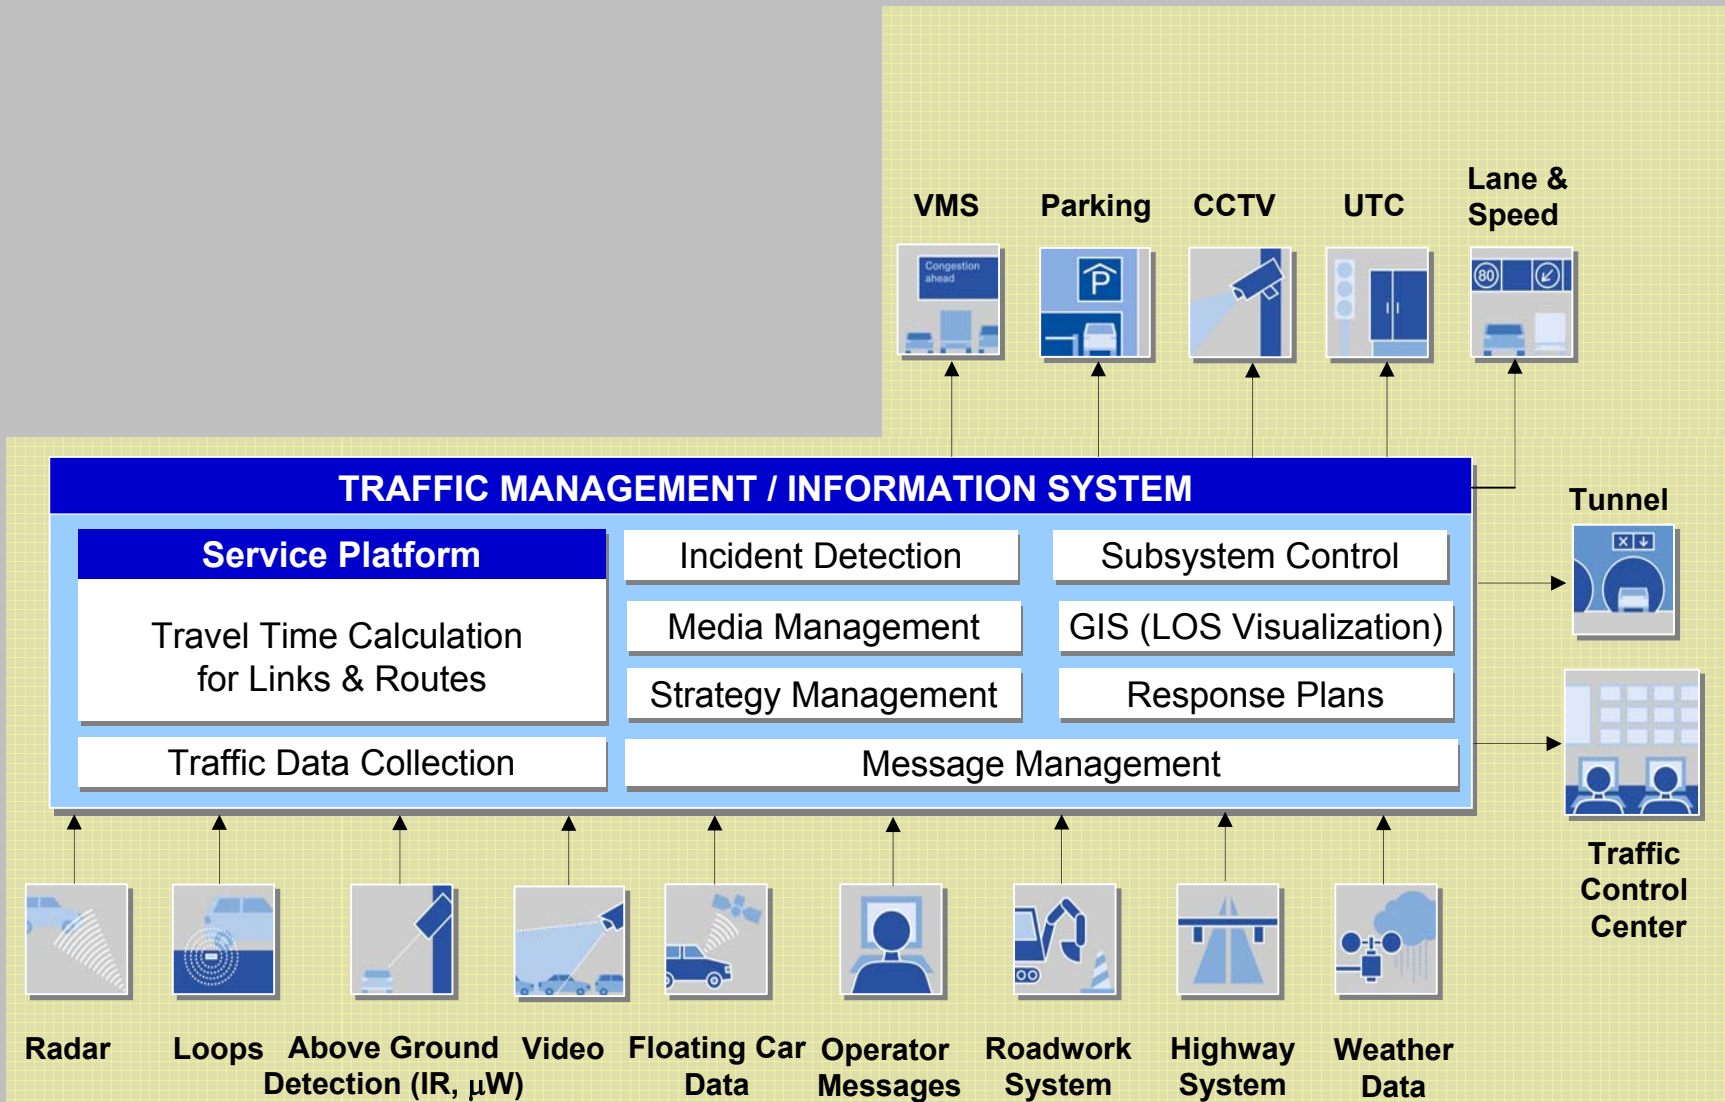 Lane &
Speed
VMS
Parking
CCTV
UTC
Congestion
ahead
P
80
TRAFFIC MANAGEMENT / INFORMATION SYSTEM
Service Platform
Travel Time Calculation
for Links & Routes
Traffic Data Collection
Incident Detection
Subsystem Control
Media Management
GIS (LOS Visualization)
Strategy Management
Response Plans
Message Management
Tunnel
X
Traffic
Control
Center
Radar
Loops
Above Ground
Detection (IR, μW)
Video
Floating Car
Data
Operator
Messages
Roadwork
System
Highway
System
Weather
Data